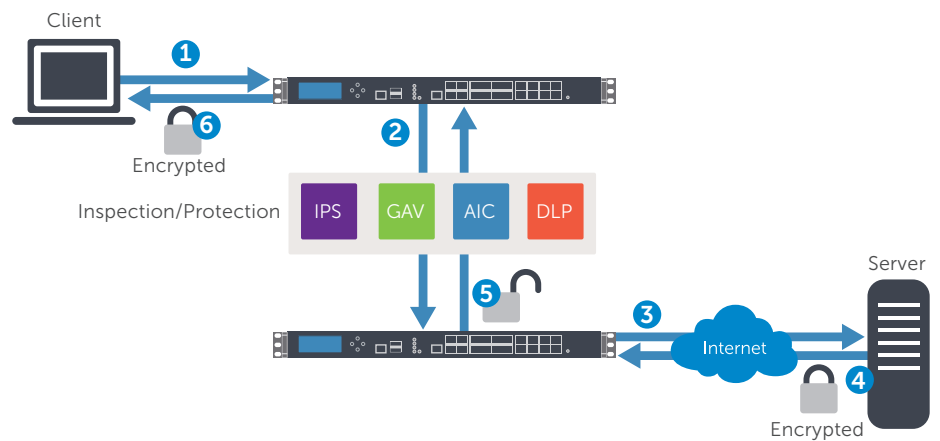 Client
1
2
6
Encrypted
Inspection/Protection
IPS
GAV
AIC
DLP
5
Server
3
Internet
4
Encrypted